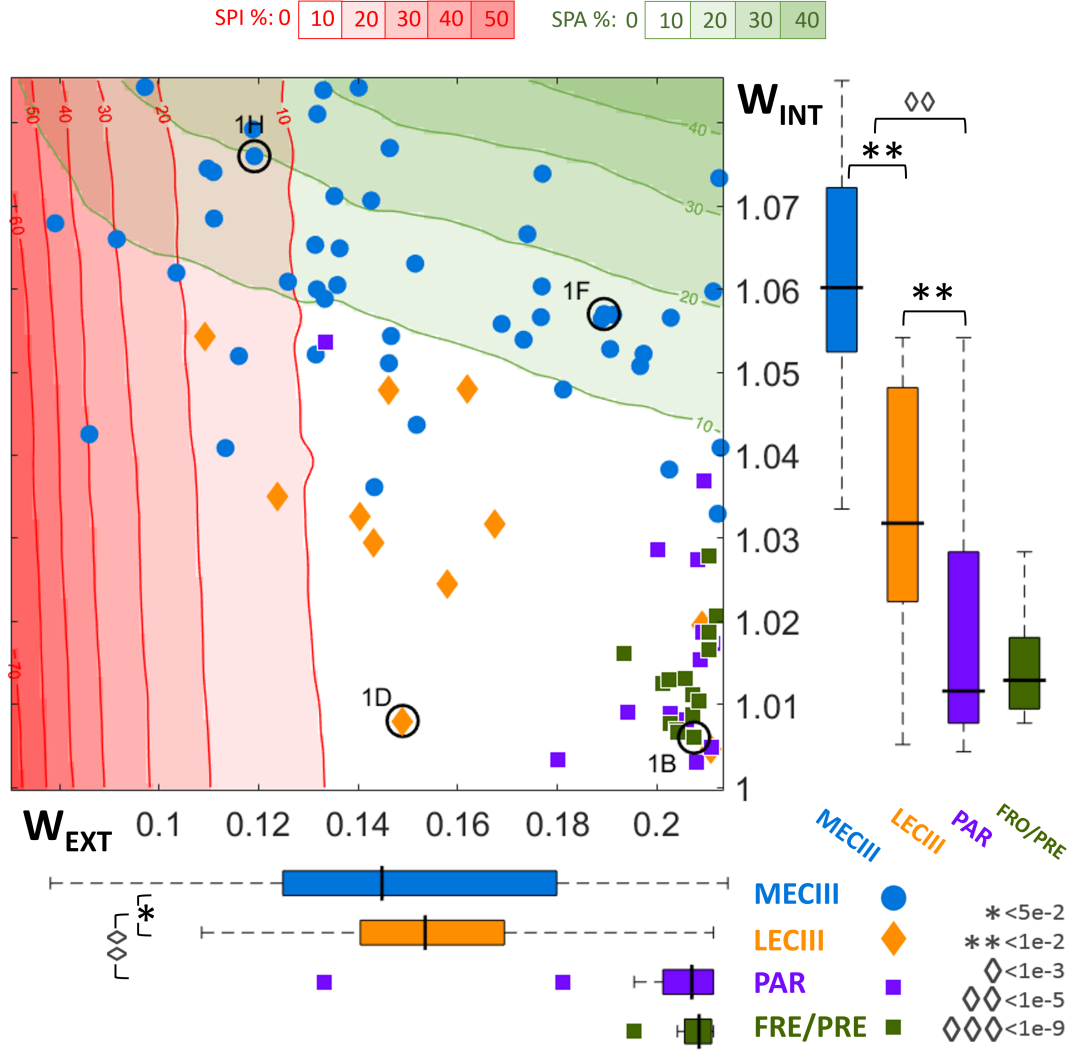 SPI %: 0 10 20 30 40 50
SPA %: 0 10 20 30 40
50 40 30 20 10
60
70
40
30
20
10
1H
1F
1D
1B
W_INT
1.07
1.06
1.05
1.04
1.03
1.02
1.01
1
◊◊
**
**
MECIII LECIII PAR FRO/PRE
W_EXT 0.1 0.12 0.14 0.16 0.18 0.2
*
◊◊
MECIII
LECIII
PAR
FRE/PRE
*<5e-2
**<1e-2
◊<1e-3
◊◊<1e-5
◊◊◊<1e-9